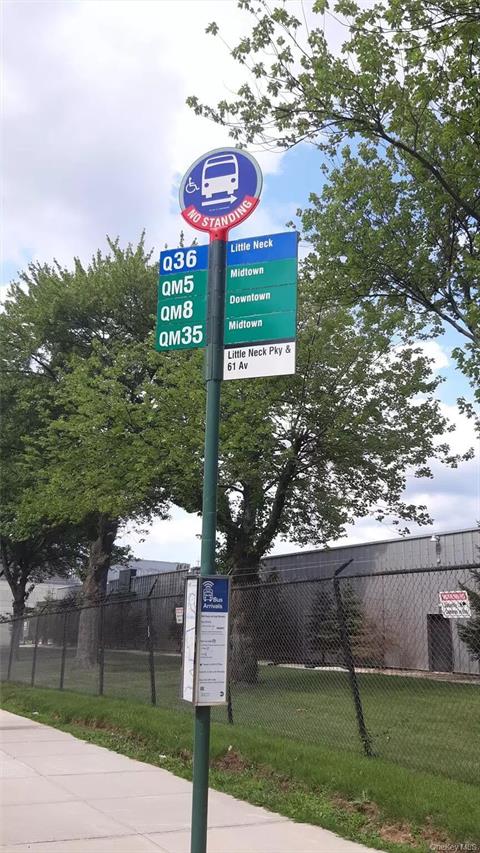 NO STANDING
Q36 Little Neck
QM5 Midtown
QM8 Downtown
QM35 Midtown
Little Neck Pky &
61 Av
Bus
Arrivals
OneKey MLS